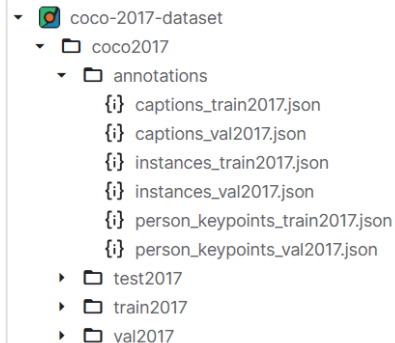 coco-2017-dataset
coco2017
annotations
{i} captions_train2017.json
{i} captions_val2017.json
{i} instances_train2017.json
{i} instances_val2017.json
{i} person_keypoints_train2017.json
{i} person_keypoints_val2017.json
test2017
train2017
val2017